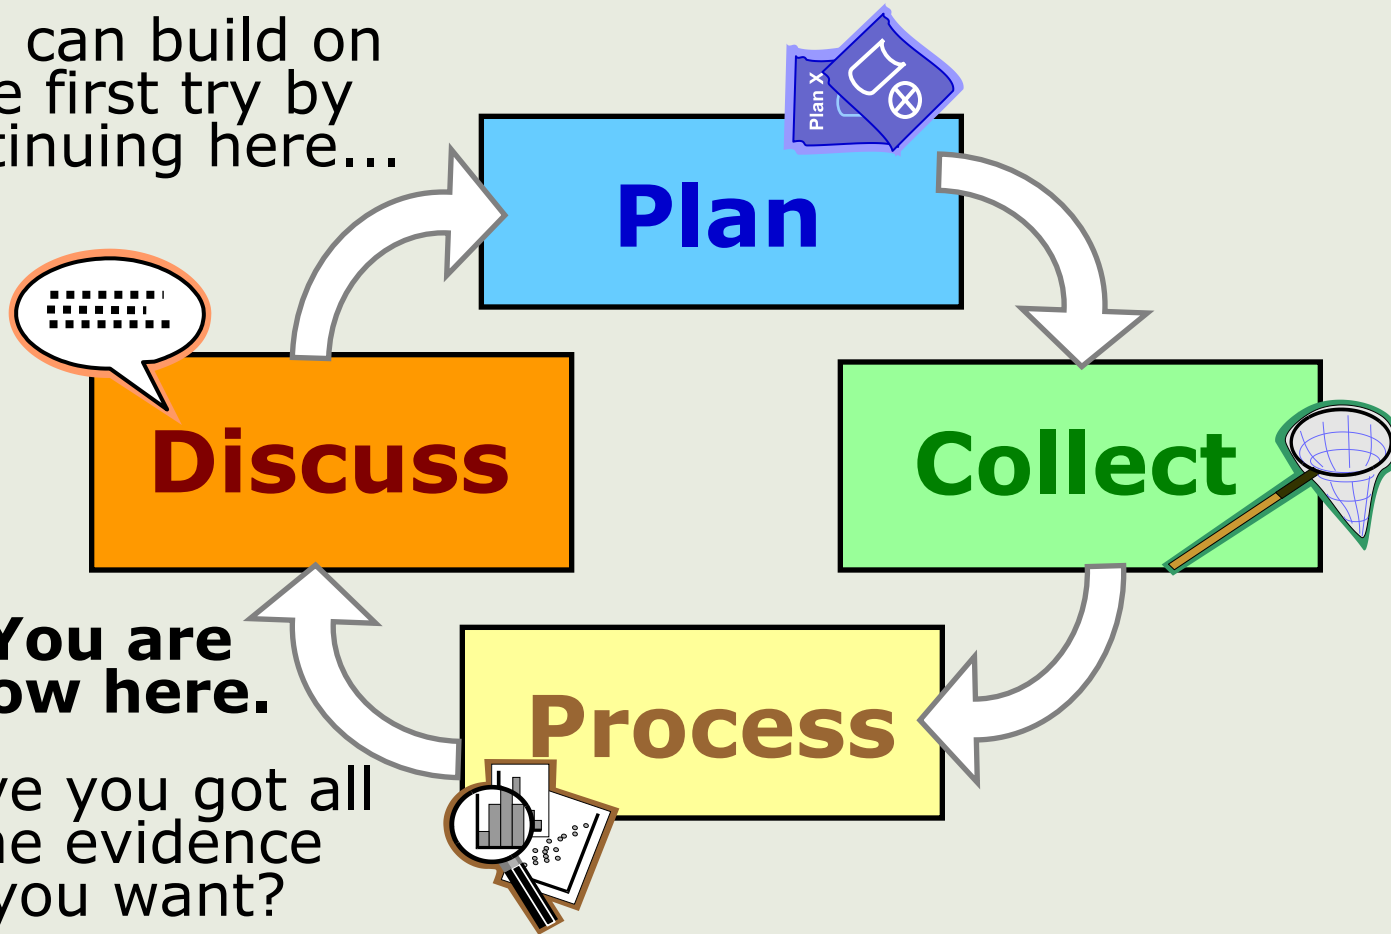 can build on
e first try by
tinuing here...
Plan X
Plan
Discuss
Collect
You are
ow here.
Process
ve you got all
ne evidence
you want?